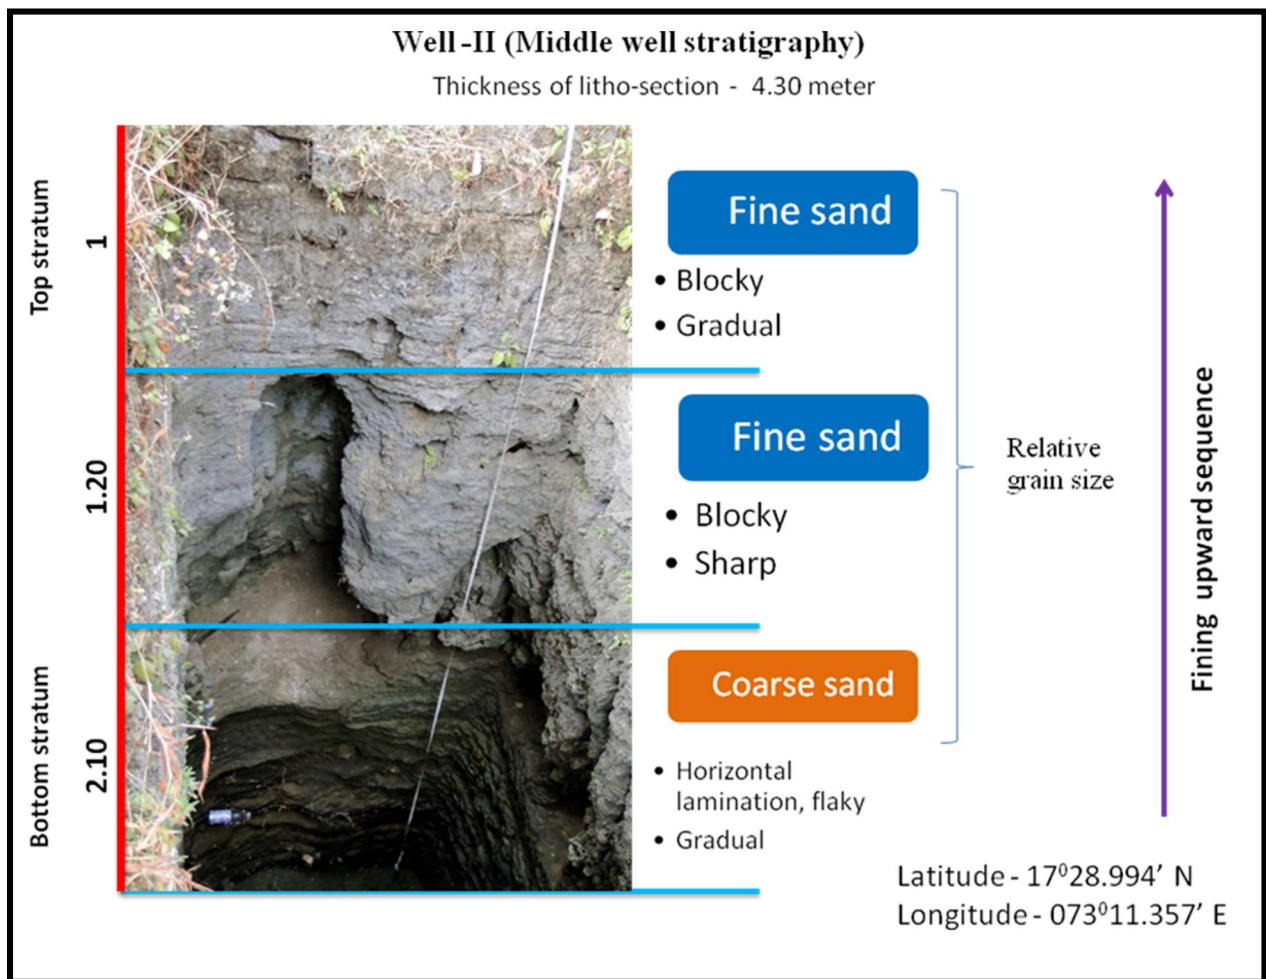 Well -II (Middle well stratigraphy)
Thickness of litho-section - 4.30 meter
Top stratum
1
Fine sand
• Blocky
• Gradual
1.20
Fine sand
• Blocky
• Sharp
Relative
grain size
Fining upward sequence
Bottom stratum
2.10
Coarse sand
• Horizontal
lamination, flaky
• Gradual
Latitude - 17⁰28.994’ N
Longitude - 073⁰11.357’ E